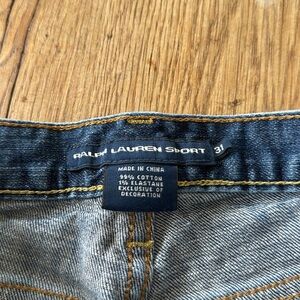 RALPH LAUREN SPORT 31
MADE IN CHINA
99% COTTON
1% ELASTANE
EXCLUSIVE OF
DECORATION